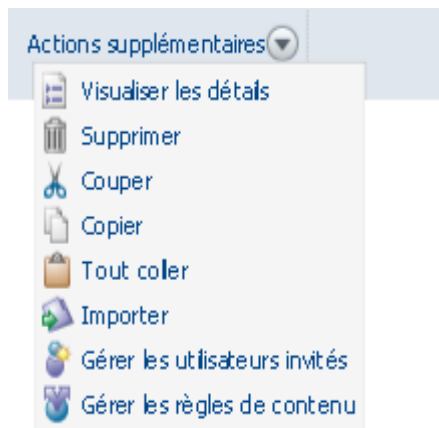 Actions supplémentaires
Visualiser les détails
Supprimer
Couper
Copier
Tout coller
Importer
Gérer les utilisateurs invités
Gérer les règles de contenu